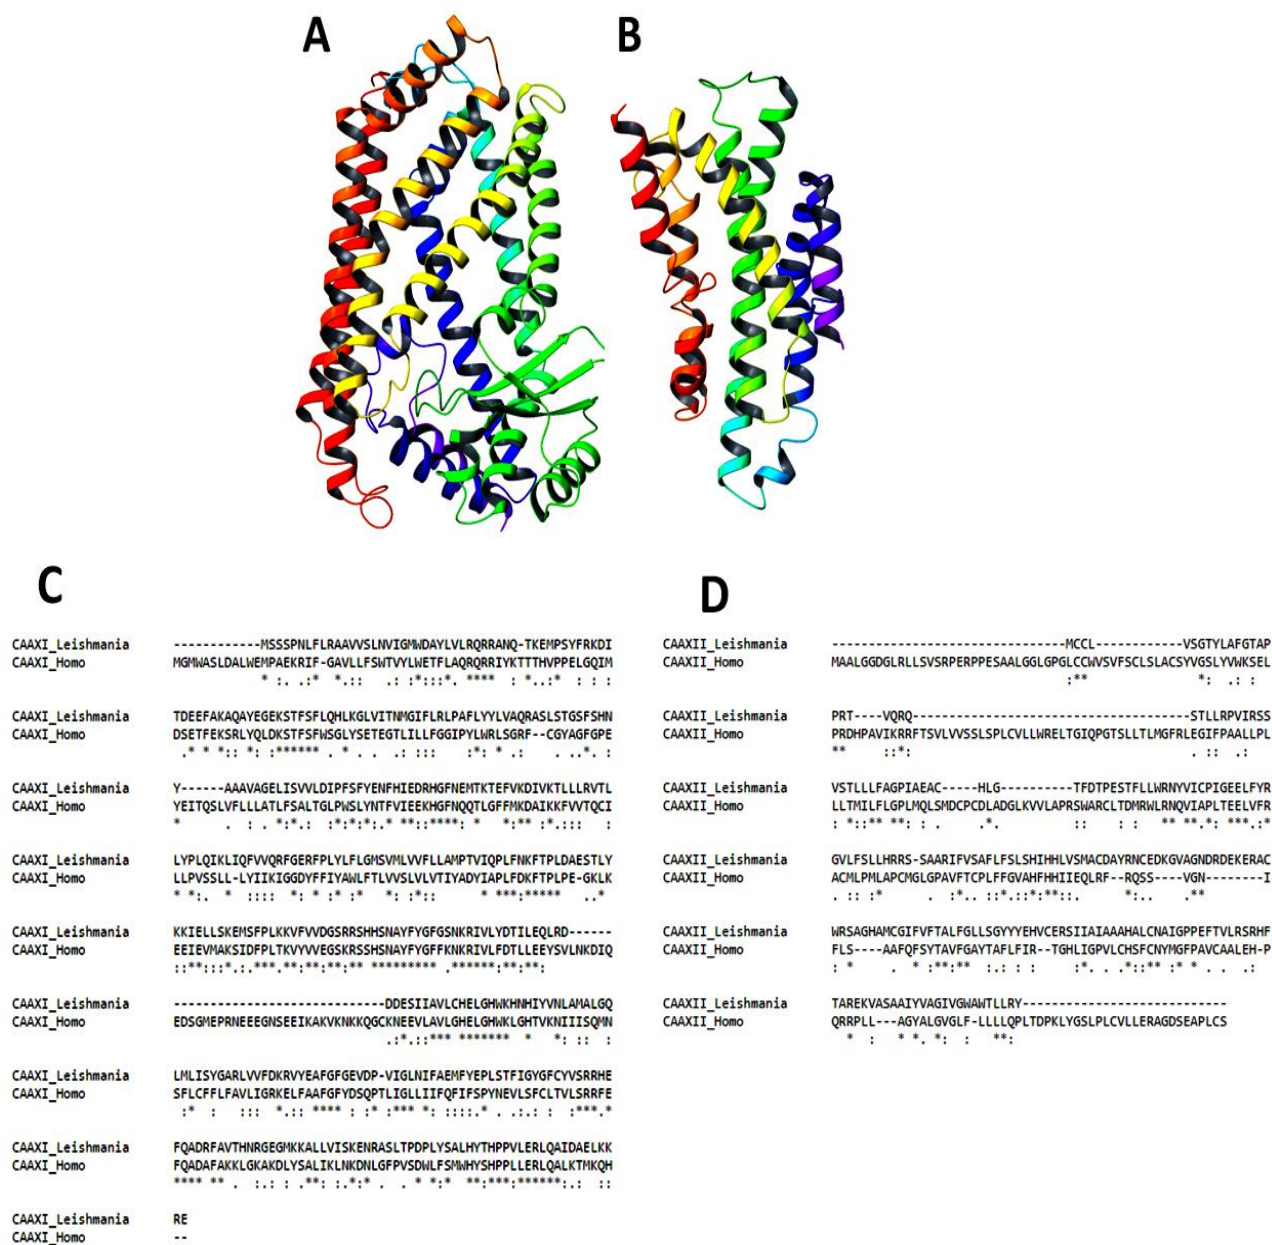 A
B
C
CAAXI_Leishmania ------------MSSSPNLFLRAAVVSLNVIGMWDAYLVLRQRRANQ-TKEMPSYFRKDI
CAAXI_Homo MGMWASLDALWEMPAEKRIF-GAVLLFSWTVYLWETFLAQRQRRIYKTTTHVPPELGQIM
* :. .:* *.:: .: :*:::*. **** : *..:* : : :
CAAXI_Leishmania TDEEFAKAQAYEGEKSTFSFLQHLKGLVITNMGIFLRLPAFLYYLVAQRASLSTGSFSHN
CAAXI_Homo DSETFEKSRLYQLDKSTFSFWSGLYSETEGTLILLFGGIPYLWRLSGRF--CGYAGFGPE
.* * *:: *: :****** . * . . .: ::: :*: * .: . .*. :
CAAXI_Leishmania Y------AAAVAGELISVVLDIPFSFYENFHIEDRHGFNEMTKTEFVKDIVKTLLLRVTL
CAAXI_Homo YEITQSLVFLLLATLFSALTGLPWSLYNTFVIEEKHGFNQQTLGFFMKDAIKKFVVTQCI
* . : . *:*.: .:*:*:*:.* **::****: * *:** :*.::: :
CAAXI_Leishmania LYPLQIKLIQFVVQRFGERFPLYLFLGMSVMLVVFLLAMPTVIQPLFNKFTPLDAESTLY
CAAXI_Homo LLPVSSLL-LYIIKIGGDYFFIYAWLFTLVVSLVLVTIYADYIAPLFDKFTPLPE-GKLK
* *:. * :::: *: * :* :* *: :*:: * ***:***** ..*
CAAXI_Leishmania KKIELLSKEMSFPLKKVFVVDGSRRSHHSNAYFYGFGSNKRIVLYDTILEQLRD------
CAAXI_Homo EEIEVMAKSIDFPLTKVYVVEGSKRSSHSNAYFYGFFKNKRIVLFDTLLEEYSVLNKDIQ
::**:::*.:.***.**:**:**:** ********* .******:**:**:
CAAXI_Leishmania -----------------------------DDESIIAVLCHELGHWKHNHIYVNLAMALGQ
CAAXI_Homo EDSGMEPRNEEEGNSEEIKAKVKNKKQGCKNEEVLAVLGHELGHWKLGHTVKNIIISQMN
.:*.::*** ******* * *: :: :
CAAXI_Leishmania LMLISYGARLVVFDKRVYEAFGFGEVDP-VIGLNIFAEMFYEPLSTFIGYGFCYVSRRHE
CAAXI_Homo SFLCFFLFAVLIGRKELFAAFGFYDSQPTLIGLLIIFQFIFSPYNEVLSFCLTVLSRRFE
:* : ::: *.:: **** : :* :*** *: ::::.* . .:.: : :***.*
CAAXI_Leishmania FQADRFAVTHNRGEGMKKALLVISKENRASLTPDPLYSALHYTHPPVLERLQAIDAELKK
CAAXI_Homo FQADAFAKKLGKAKDLYSALIKLNKDNLGFPVSDWLFSMWHYSHPPLLERLQALKTMKQH
**** ** . :.: : .**: :.*:* . . * *:* **:***:******:.: ::
CAAXI_Leishmania RE
CAAXI_Homo --
D
CAAXII_Leishmania --------------------------------MCCL------------VSGTYLAFGTAP
CAAXII_Homo MAALGGDGLRLLSVSRPERPPESAALGGLGPGLCCWVSVFSCLSLACSYVGSLYVWKSEL
:** *: .: :
CAAXII_Leishmania PRT----VQRQ--------------------------------------STLLRPVIRSS
CAAXII_Homo PRDHPAVIKRRFTSVLVVSSLSPLCVLLWRELTGIQPGTSLLTLMGFRLEGIFPAALLPL
** ::*: . :: .:
CAAXII_Leishmania VSTLLLFAGPIAEAC-----HLG----------TFDTPESTFLLWRNYVICPIGEELFYR
CAAXII_Homo LLTMILFLGPLMQLSMDCPCDLADGLKVVLAPRSWARCLTDMRWLRNQVIAPLTEELVFR
: *::** **: : . .*. :: : : ** **.*: ***.:*
CAAXII_Leishmania GVLFSLLHRRS-SAARIFVSAFLFSLSHIHHLVSMACDAYRNCEDKGVAGNDRDEKERAC
CAAXII_Homo ACMLPMLAPCMGLGPAVFTCPLFFGVAHFHHIIEQLRF--RQSS----VGN--------I
. :: :* . :*.. ::*.::*:**::. *:.. .**
CAAXII_Leishmania WRSAGHAMCGIFVFTALFGLLSGYYYEHVCERSIIAIAAAHALCNAIGPPEFTVLRSRHF
CAAXII_Homo FLS----AAFQFSYTAVFGAYTAFLFIR--TGHLIGPVLCHSFCNYMGFPAVCAALEH-P
: * . * :**:** :.: : : :*. . .*::** :* * . . .:
CAAXII_Leishmania TAREKVASAAIYVAGIVGWAWTLLRY----------------------------
CAAXII_Homo QRRPLL---AGYALGVGLF-LLLLQPLTDPKLYGSLPLCVLLERAGDSEAPLCS
* : * *. *: : **: